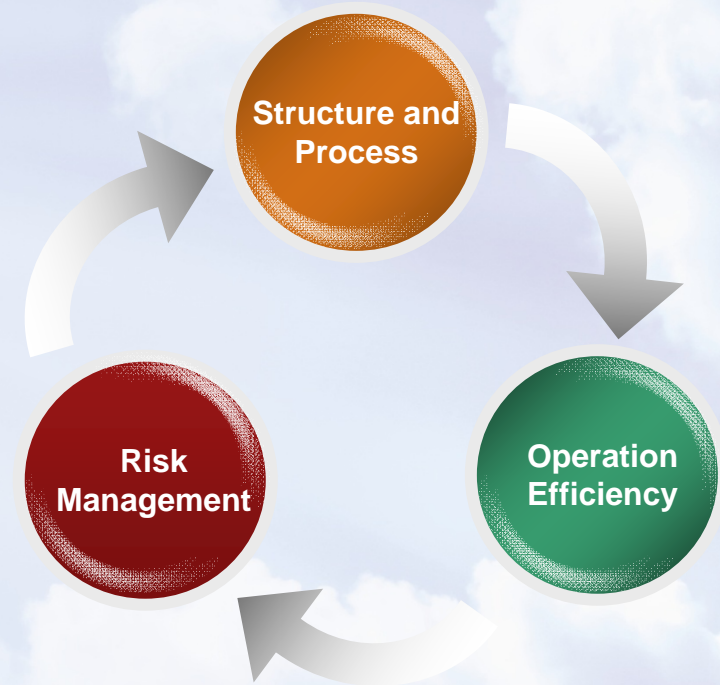 Structure and
Process
Operation
Efficiency
Risk
Management